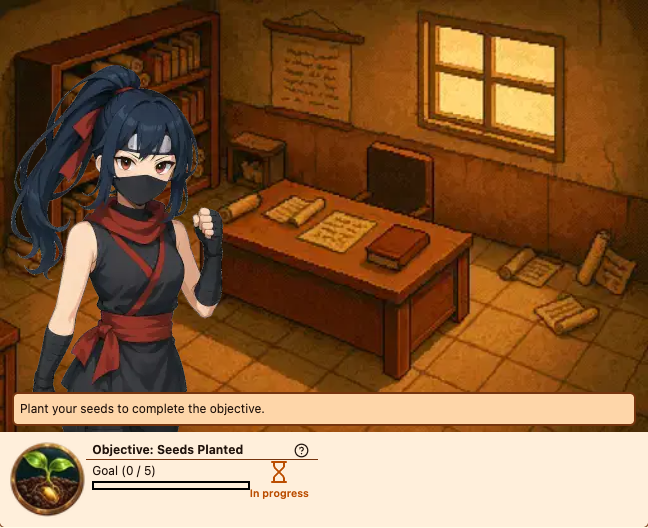 Plant your seeds to complete the objective.
Objective: Seeds Planted
?
Goal (0 / 5)
In progress